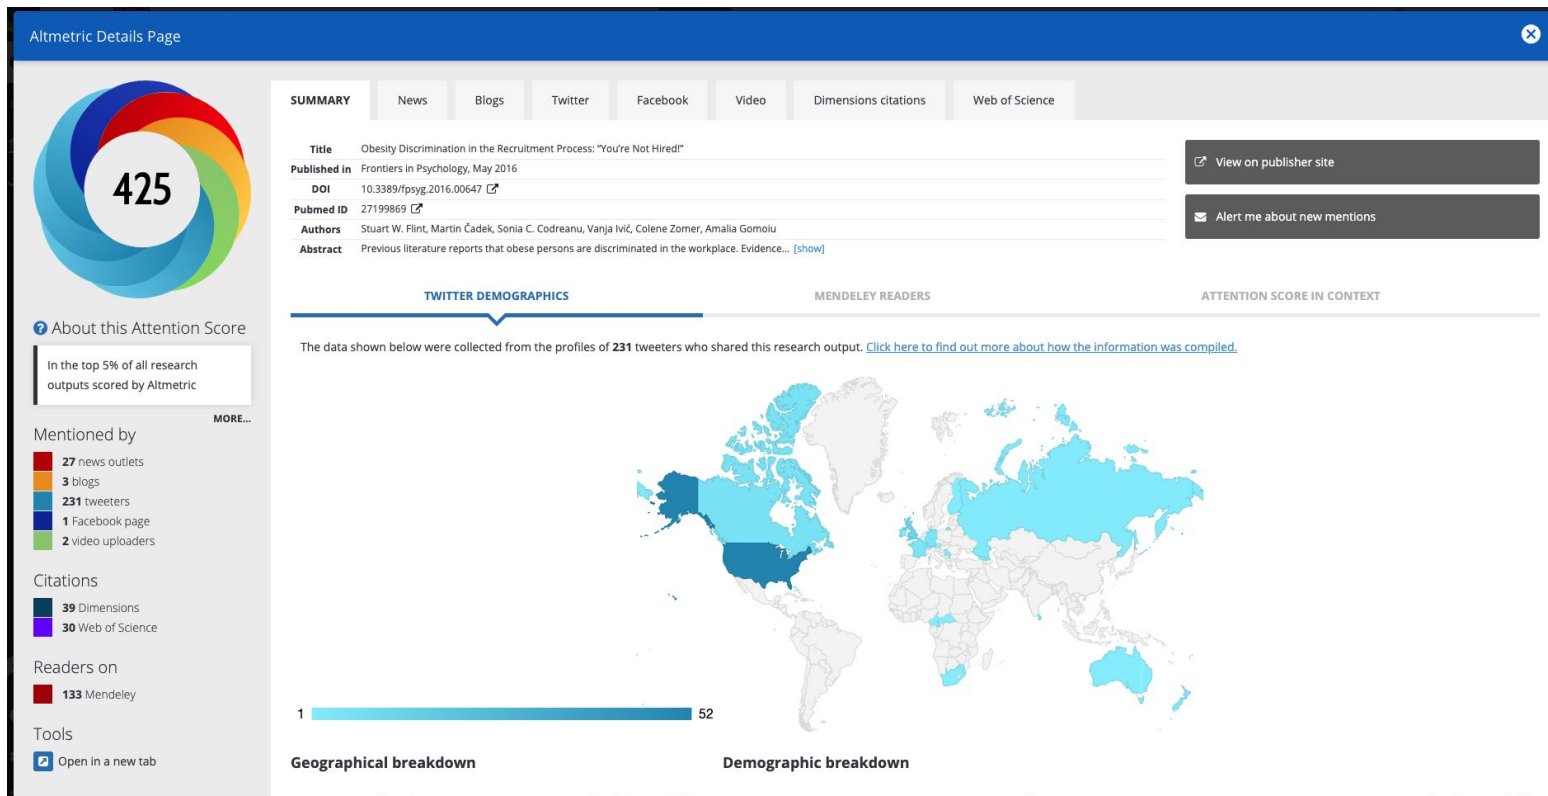 Altmetric Details Page
425
About this Attention Score
In the top 5% of all research
outputs scored by Altmetric
MORE...
Mentioned by
27 news outlets
3 blogs
231 tweeters
1 Facebook page
2 video uploaders
Citations
39 Dimensions
30 Web of Science
Readers on
133 Mendeley
Tools
Open in a new tab
SUMMARY News Blogs Twitter Facebook Video Dimensions citations Web of Science
Title Obesity Discrimination in the Recruitment Process: “You’re Not Hired!”
Published in Frontiers in Psychology, May 2016
DOI 10.3389/fpsyg.2016.00647
Pubmed ID 27199869
Authors Stuart W. Flint, Martin Čadek, Sonia C. Codreanu, Vanja Ivić, Colene Zomer, Amalia Gomoiu
Abstract Previous literature reports that obese persons are discriminated in the workplace. Evidence... [show]
View on publisher site
Alert me about new mentions
TWITTER DEMOGRAPHICS MENDELEY READERS ATTENTION SCORE IN CONTEXT
The data shown below were collected from the profiles of 231 tweeters who shared this research output. Click here to find out more about how the information was compiled.
1 52
Geographical breakdown Demographic breakdown